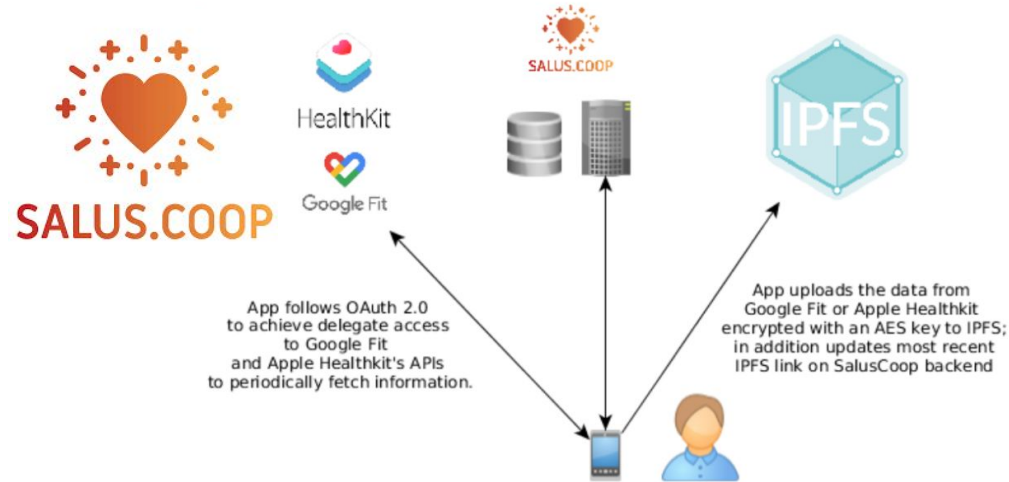 SALUS.COOP
HealthKit
Google Fit
SALUS.COOP
IPFS
App follows OAuth 2.0
to achieve delegate access
to Google Fit
and Apple Healthkit's APIs
to periodically fetch information.
App uploads the data from
Google Fit or Apple Healthkit
encrypted with an AES key to IPFS;
in addition updates most recent
IPFS link on SalusCoop backend